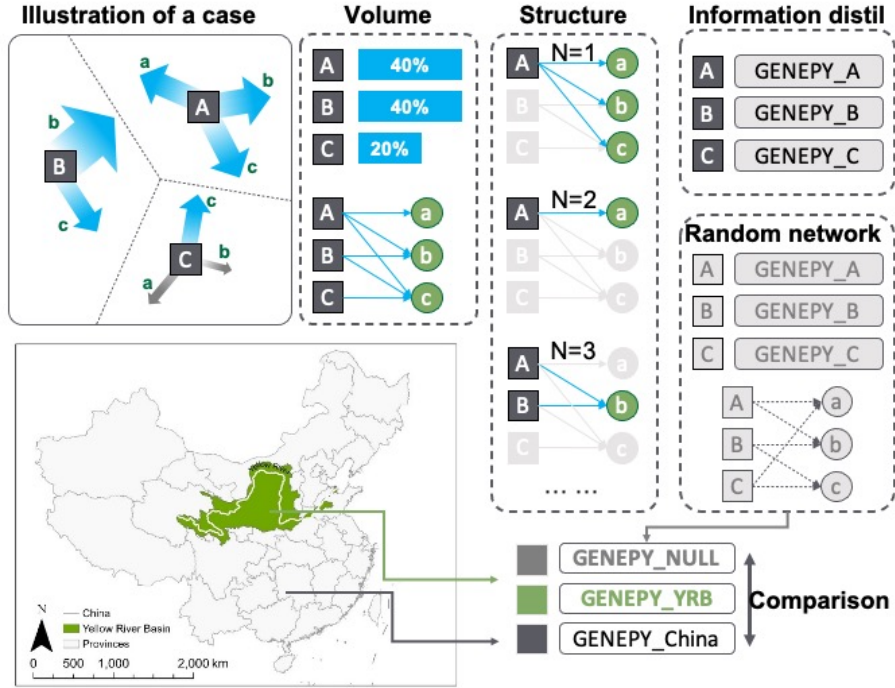 Illustration of a case
a
b
A
c
b
B
c
c
C
b
a
Volume
A 40%
B 40%
C 20%
A a
B b
C c
Structure
N=1
A a
B b
C c
N=2
A a
B b
C c
N=3
A a
B b
C c
... ...
Information distil
A GENEPY_A
B GENEPY_B
C GENEPY_C
Random network
A GENEPY_A
B GENEPY_B
C GENEPY_C
A a
B b
C c
N
China
Yellow River Basin
Provinces
0 500 1,000 2,000 km
GENEPY_NULL
GENEPY_YRB
GENEPY_China
Comparison